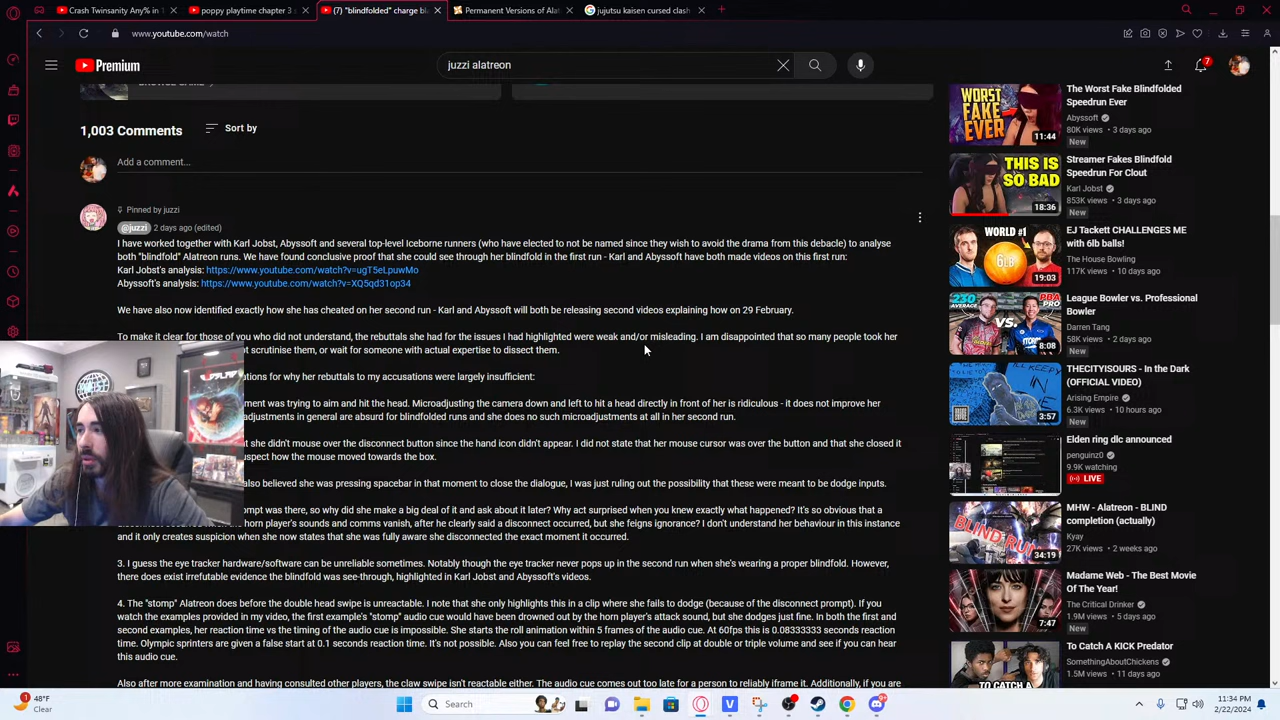 Crash Twinsanity Any% in 1
poppy playtime chapter 3 s
(7) "blindfolded" charge bl
Permanent Versions of Alat
jujutsu kaisen cursed clash
www.youtube.com/watch
Premium
juzzi alatreon
7
1,003 Comments
Sort by
Add a comment...
Pinned by juzzi
@juzzi 2 days ago (edited)
I have worked together with Karl Jobst, Abyssoft and several top-level Iceborne runners (who have elected to not be named since they wish to avoid the drama from this debacle) to analyse
both "blindfolded" Alatreon runs. We have found conclusive proof that she could see through her blindfold in the first run - Karl and Abyssoft have both made videos on this first run:
Karl Jobst's analysis: https://www.youtube.com/watch?v=ugT5eLpuwMo
Abyssoft's analysis: https://www.youtube.com/watch?v=XQ5qd31op34
We have also now identified exactly how she cheated in her second run - Karl and Abyssoft will both be releasing second videos explaining how on 29 February.
To make it clear for those of you who did not understand, the rebuttals she had for the issues I had highlighted were weak and/or misleading. I am disappointed that so many people took her
not scrutinise them, or wait for someone with actual expertise to dissect them.
ations for why her rebuttals to my accusations were largely insufficient:
ment was trying to aim and hit the head. Microadjusting the camera down and left to hit a head directly in front of her is ridiculous - it does not improve her
adjustments in general are absurd for blindfolded runs and she does no such microadjustments at all in her second run.
at she didn't mouse over the disconnect button since the hand icon didn't appear. I did not state that her mouse cursor was over the button and that she closed it
spect how the mouse moved towards the box.
also believed she was pressing spacebar in that moment to close the dialogue, I was just ruling out the possibility that these were meant to be dodge inputs.
ompt was there, so why did she make a big deal of it and ask about it later? Why act surprised when you knew exactly what happened? It's so obvious that a
horn player's inputs and comms vanish, after he clearly said a disconnect occurred, but she feigns ignorance? I don't understand her behaviour in this instance
and it only creates suspicion when she now states that she was fully aware she disconnected the exact moment it occurred.
3. I guess the eye tracker hardware/software can be unreliable sometimes. Notably though the eye tracker never pops up in the second run when she's wearing a proper blindfold. However,
there does exist irrefutable evidence the blindfold was see-through, highlighted in Karl Jobst and Abyssoft's videos.
4. The "stomp" Alatreon does before the double head swipe is unreactable. I note that she only highlights this in a clip where she fails to dodge (because of the disconnect prompt). If you
watch the examples provided in my video, the first example's "stomp" audio cue would have been drowned out by the horn player's attack sound, but she dodges just fine. In both the first and
second examples, her reaction time vs the timing of the audio cue is impossible. She starts the roll animation within 5 frames of the audio cue. At 60fps this is 0.08333333 seconds reaction
time. Olympic sprinters are given a false start at 0.1 seconds reaction time. It's not possible. Also you can feel free to replay the second clip at double or triple volume and see if you can hear
this audio cue.
Also after more examination and having consulted other players, the claw swipe isn't reactable either. The audio cue comes out too late for a player to reliably iframe it. Additionally, if you are
WORST FAKE EVER
11:44
The Worst Fake Blindfolded
Speedrun Ever
Abyssoft
80K views • 3 days ago
New
THIS IS SO BAD
18:36
Streamer Fakes Blindfold
Speedrun For Clout
Karl Jobst
853K views • 3 days ago
New
WORLD #1
6LB
19:03
EJ Tackett CHALLENGES ME
with 6lb balls!
The House Bowling
117K views • 10 days ago
230 AVERAGE
VS.
PBA PRO
8:08
League Bowler vs. Professional
Bowler
Darren Tang
58K views • 2 days ago
New
3:57
THECITYISOURS - In the Dark
(OFFICIAL VIDEO)
Arising Empire
6.3K views • 10 hours ago
New
Elden ring dlc announced
penguinz0
9.9K watching
LIVE
BLIND RUN
34:19
MHW - Alatreon - BLIND
completion (actually)
Kyay
27K views • 2 weeks ago
7:47
Madame Web - The Best Movie
Of The Year!
The Critical Drinker
1.9M views • 7 days ago
New
TO CATCH A
To Catch A KICK Predator
SomethingAboutChickens
1.5M views • 11 days ago
1
48°F
Clear
Search
11:34 PM
2/22/2024